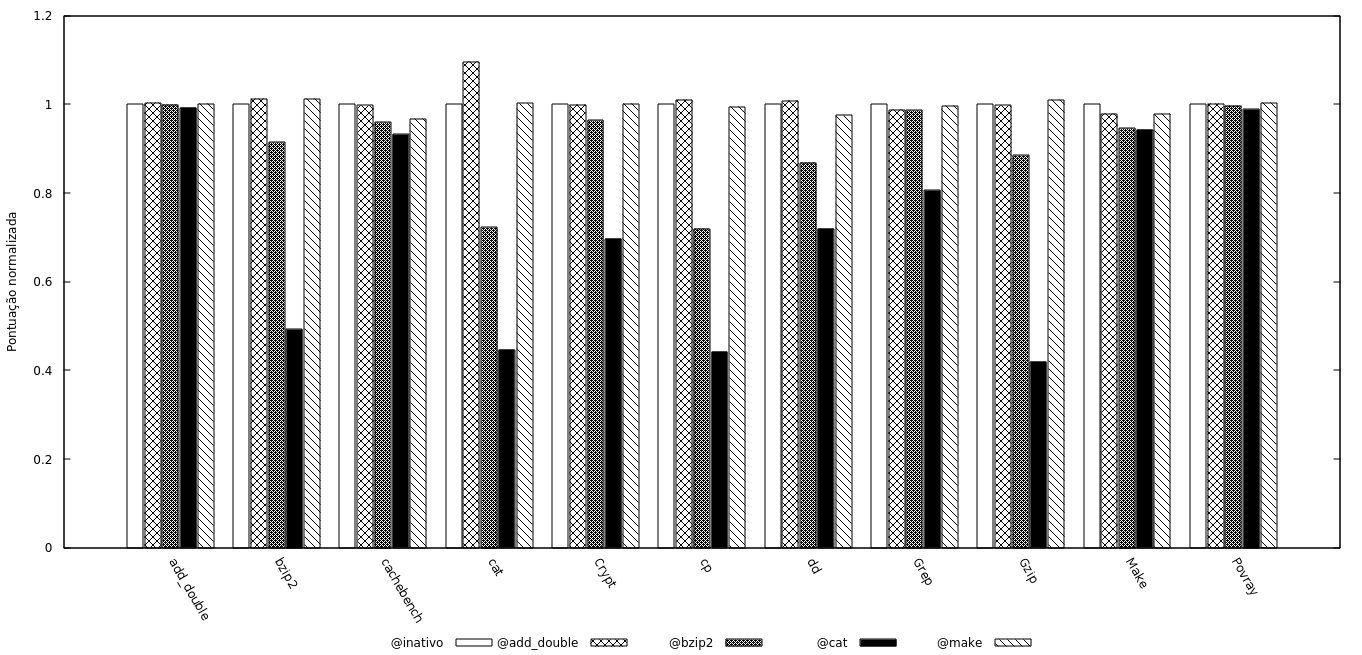 1.2
1
0.8
0.6
0.4
0.2
0
Pontuação normalizada
add_double
bzip2
cachebench
cat
Crypt
cp
dd
Grep
Gzip
Make
Povray
@inativo @add_double @bzip2 @cat @make